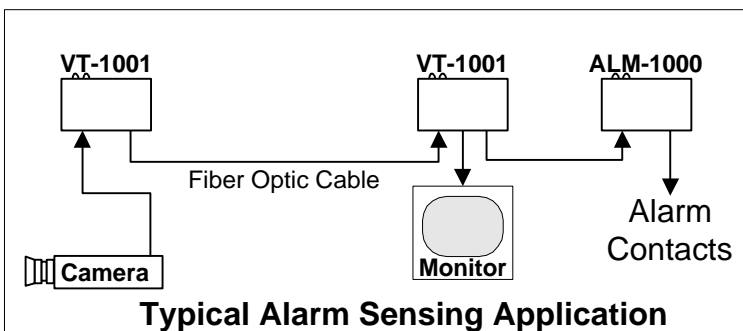 VT-1001
VT-1001
ALM-1000
Fiber Optic Cable
Alarm
Contacts
Camera
Monitor
Typical Alarm Sensing Application